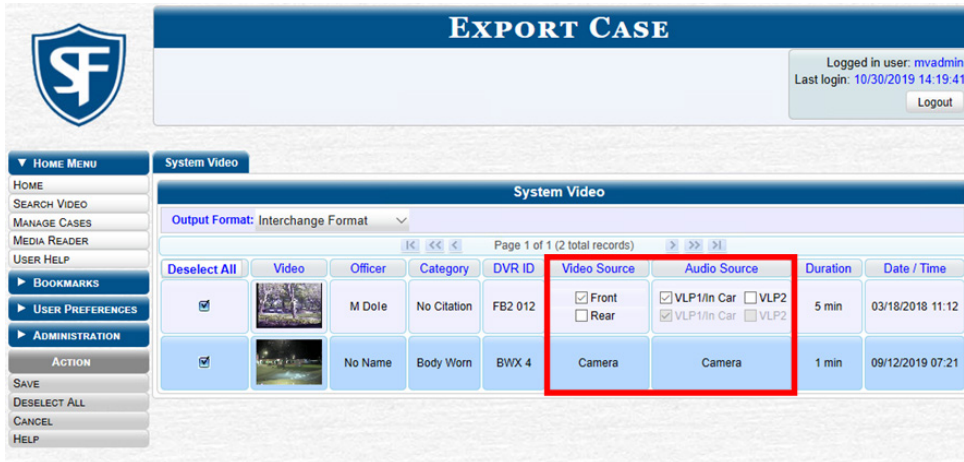 EXPORT CASE
SF
Logged in user: mvadmin
Last login: 10/30/2019 14:19:41
Logout
▼ HOME MENU
HOME
SEARCH VIDEO
MANAGE CASES
MEDIA READER
USER HELP
► BOOKMARKS
► USER PREFERENCES
► ADMINISTRATION
ACTION
SAVE
DESELECT ALL
CANCEL
HELP
System Video
System Video
Output Format: Interchange Format
Page 1 of 1 (2 total records)
Deselect All Video Officer Category DVR ID Video Source Audio Source Duration Date / Time
M Dole No Citation FB2 012 Front VLP1/In Car VLP2 5 min 03/18/2018 11:12
Rear VLP1/In Car VLP2
No Name Body Worn BWX 4 Camera Camera 1 min 09/12/2019 07:21